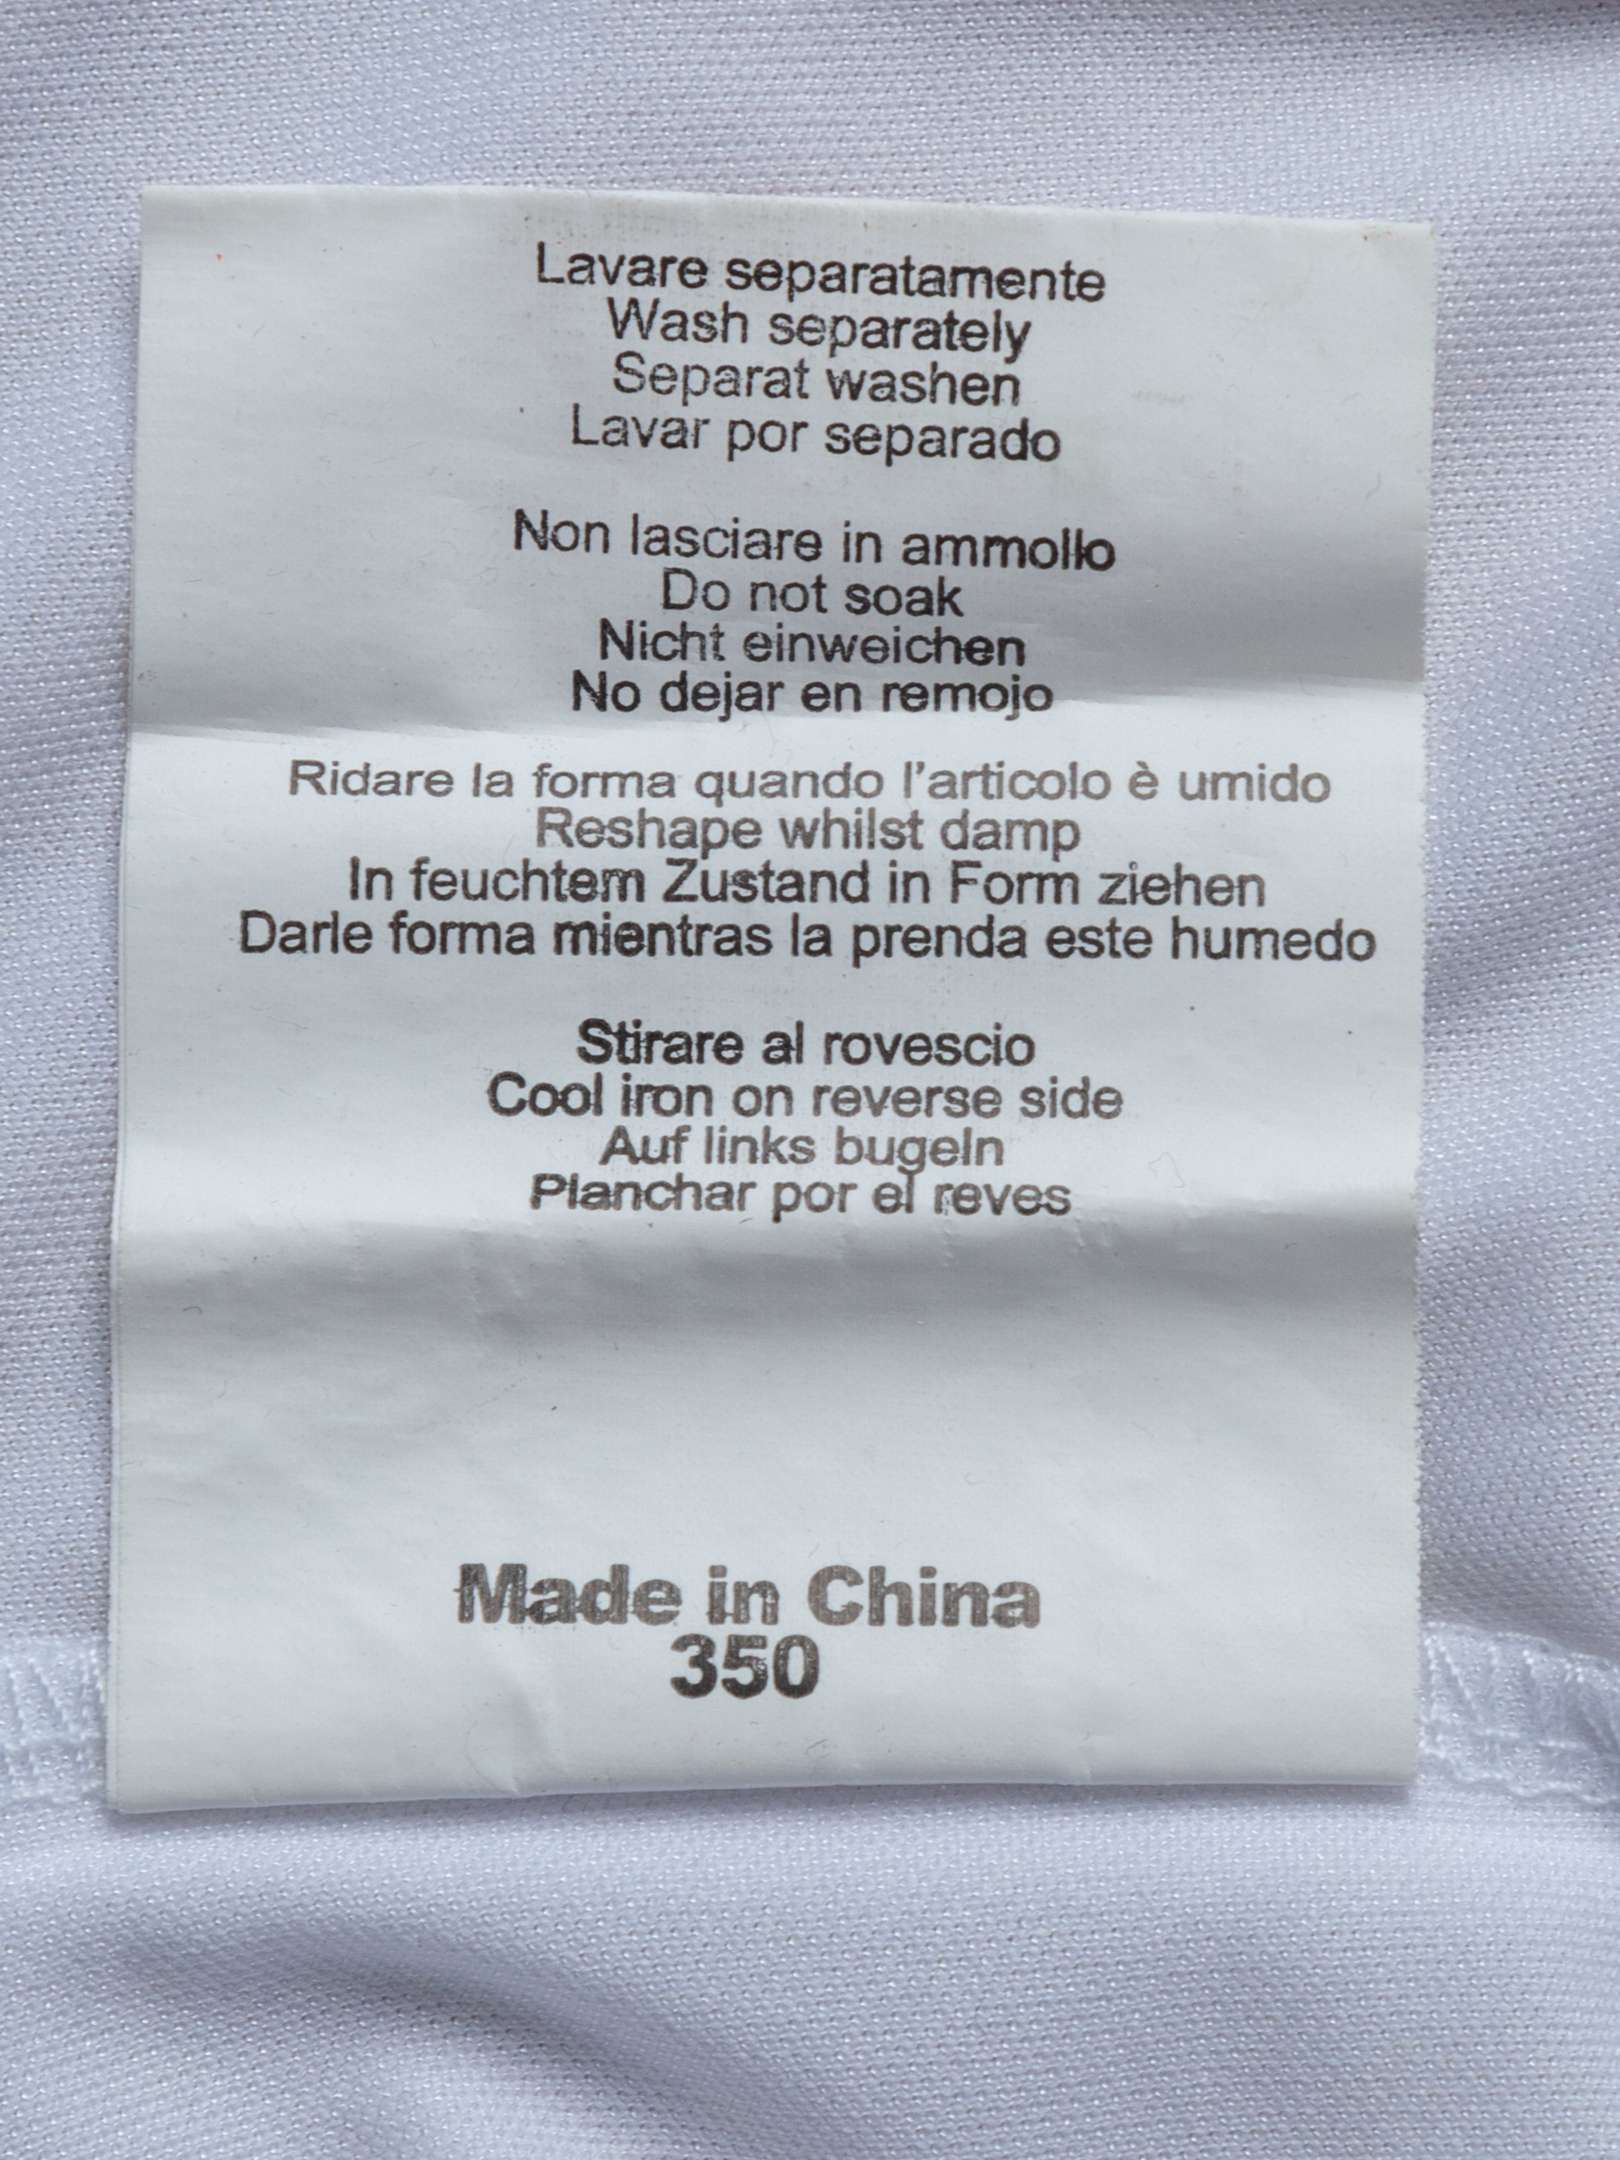 Lavare separatamente
Wash separately
Separat washen
Lavar por separado
Non lasciare in ammollo
Do not soak
Nicht einweichen
No dejar en remojo
Ridare la forma quando l'articolo è umido
Reshape whilst damp
In feuchtem Zustand in Form ziehen
Darle forma mientras la prenda este humedo
Stirare al rovescio
Cool iron on reverse side
Auf links bugeln
Planchar por el reves
Made in China
350